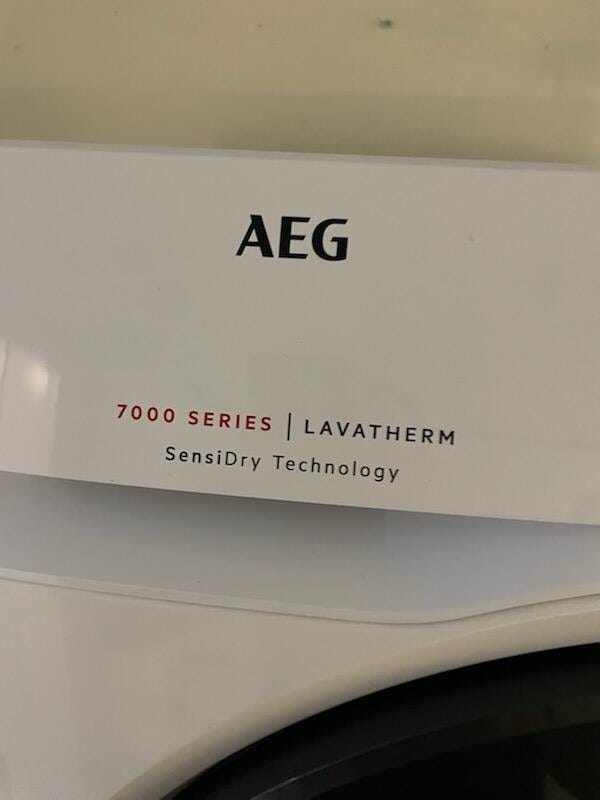 AEG
7000 SERIES | LAVATHERM
SensiDry Technology